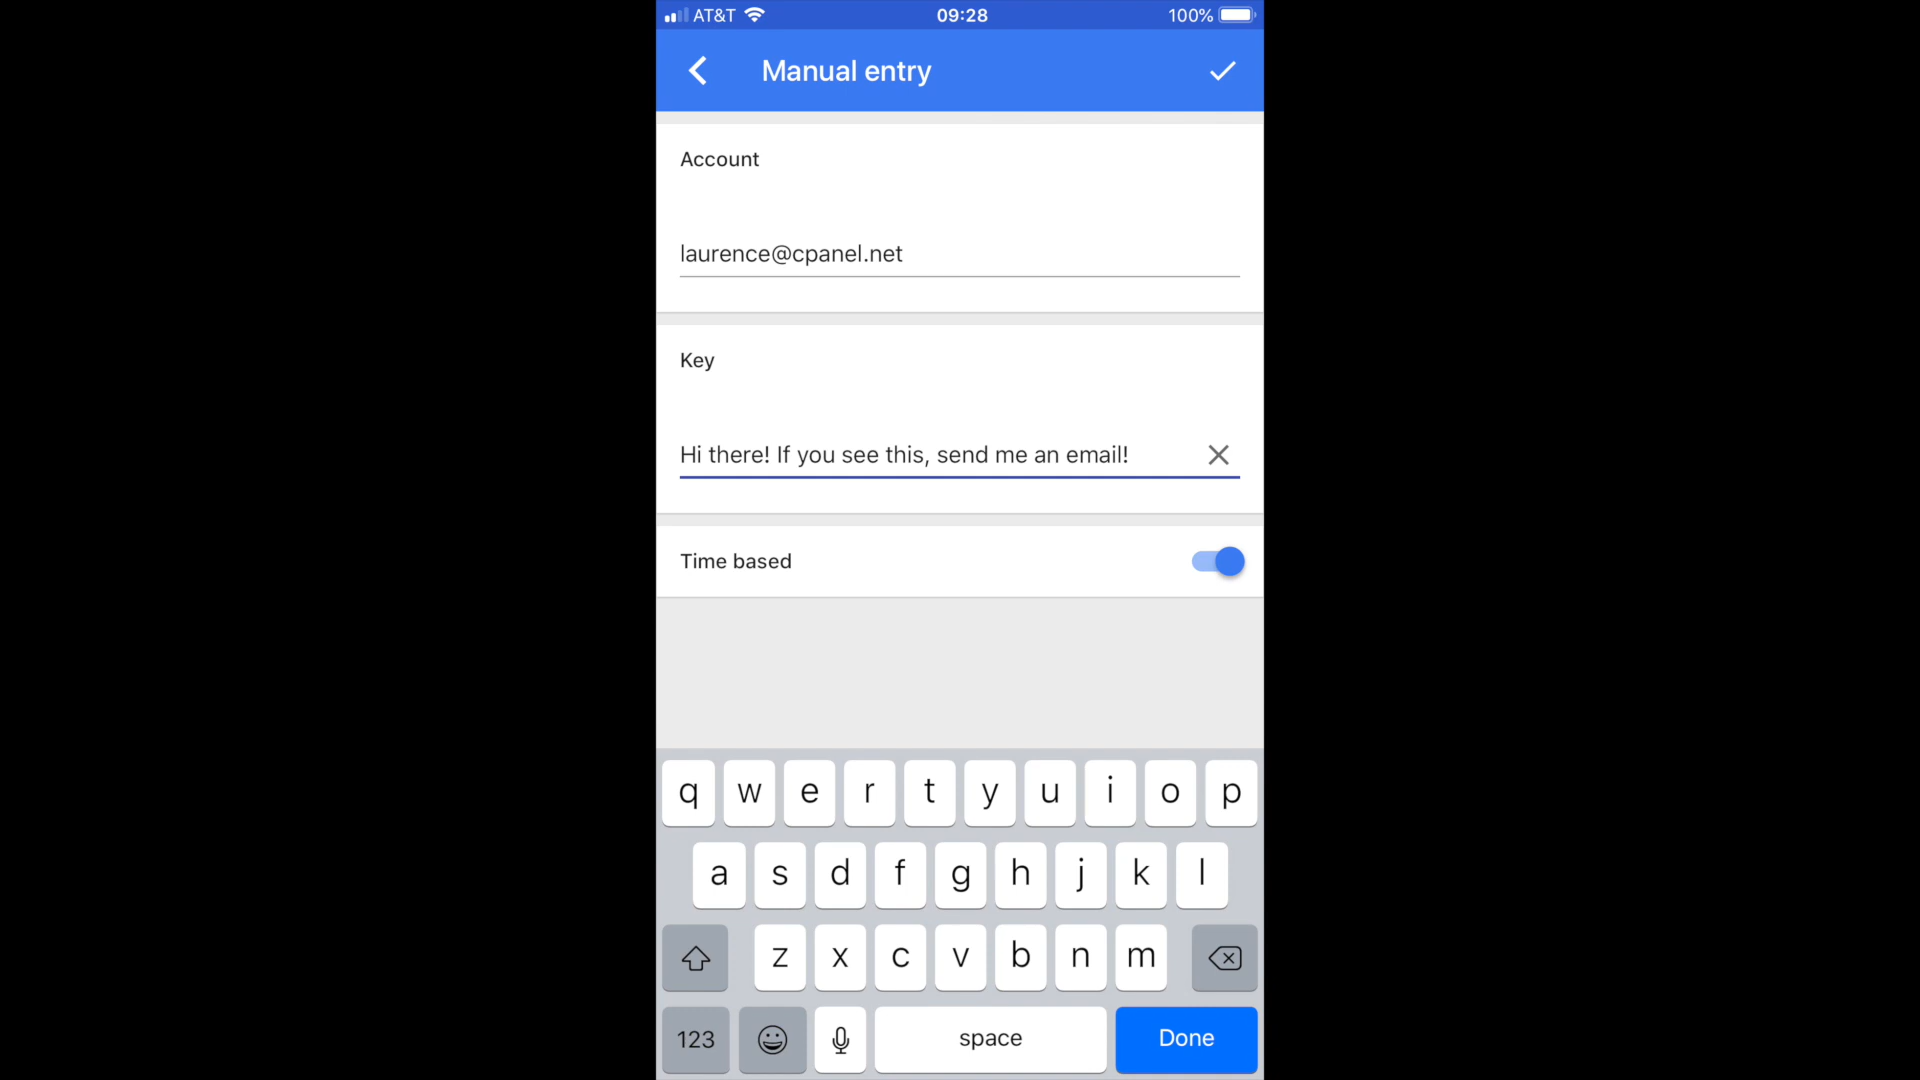 AT&T 09:28 100%
Manual entry
Account
laurence@cpanel.net
Key
Hi there! If you see this, send me an email!
Time based
q w e r t y u i o p
a s d f g h j k l
z x c v b n m
123 space Done